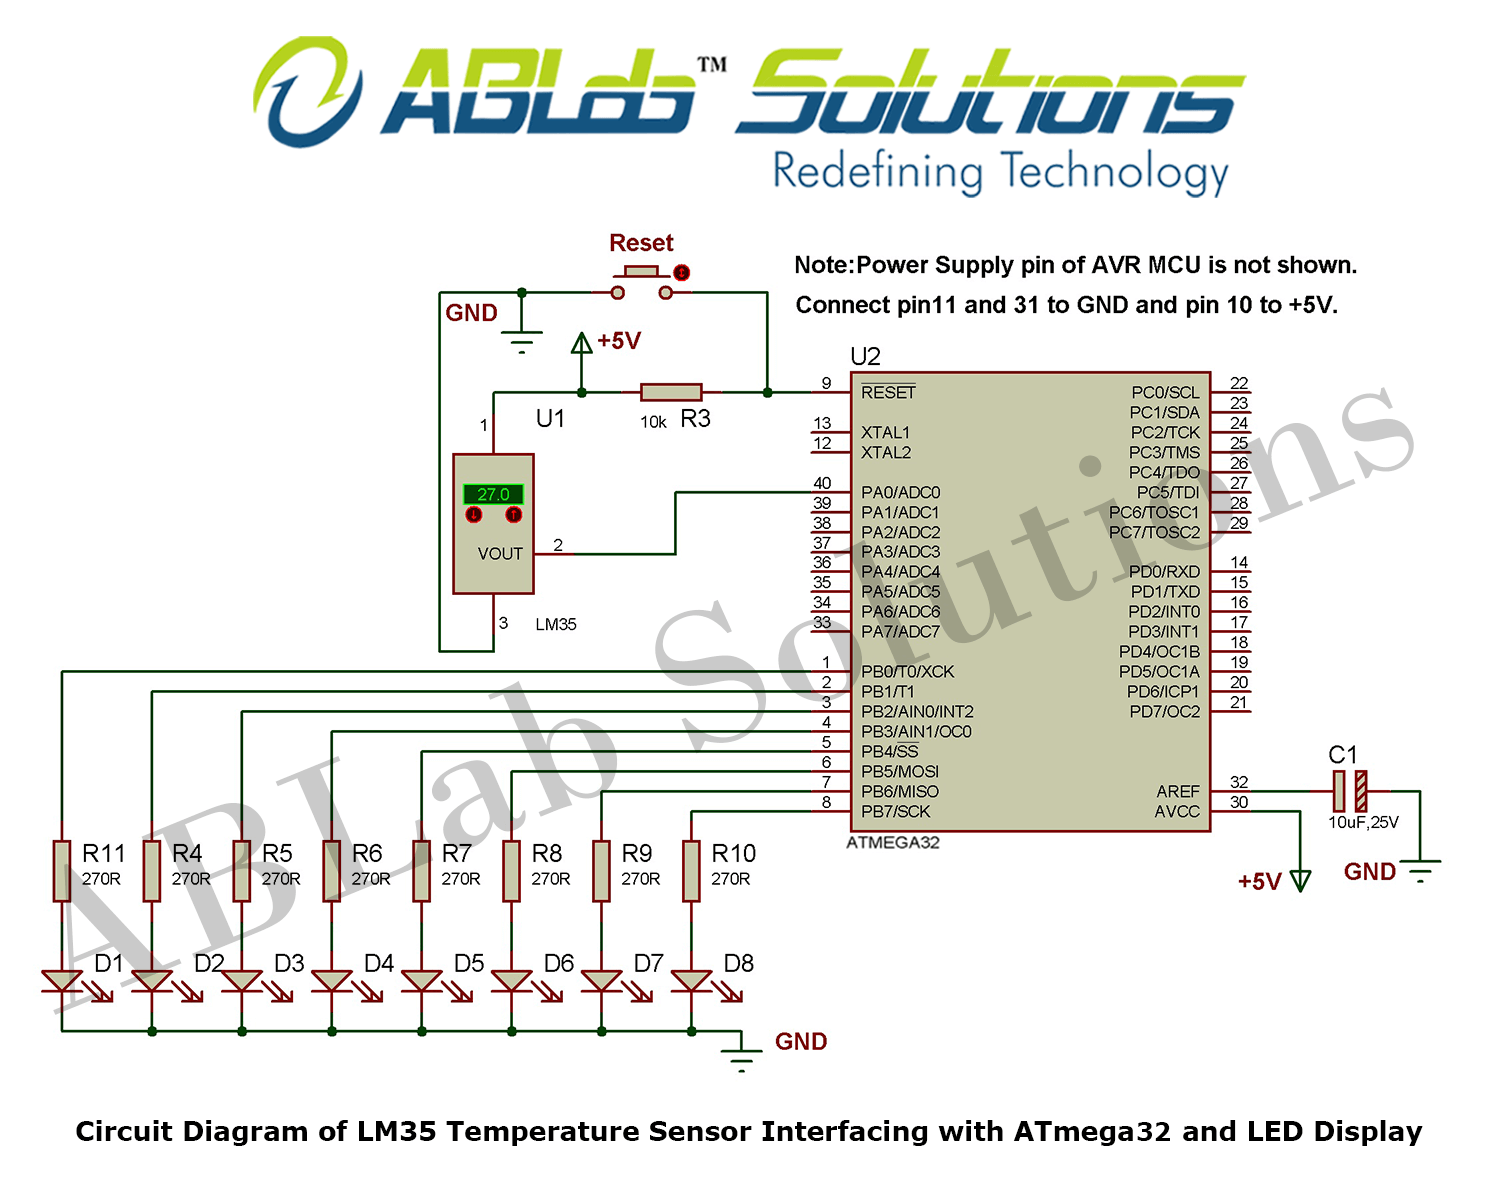 ABLab™ Solutions
Redefining Technology
Reset
Note:Power Supply pin of AVR MCU is not shown.
Connect pin11 and 31 to GND and pin 10 to +5V.
GND
+5V
U1
10k
R3
1
27.0
VOUT
2
3
LM35
U2
9 RESET
13 XTAL1
12 XTAL2
40 PA0/ADC0
39 PA1/ADC1
38 PA2/ADC2
37 PA3/ADC3
36 PA4/ADC4
35 PA5/ADC5
34 PA6/ADC6
33 PA7/ADC7
1 PB0/T0/XCK
2 PB1/T1
3 PB2/AIN0/INT2
4 PB3/AIN1/OC0
5 PB4/SS
6 PB5/MOSI
7 PB6/MISO
8 PB7/SCK
PC0/SCL 22
PC1/SDA 23
PC2/TCK 24
PC3/TMS 25
PC4/TDO 26
PC5/TDI 27
PC6/TOSC1 28
PC7/TOSC2 29
PD0/RXD 14
PD1/TXD 15
PD2/INT0 16
PD3/INT1 17
PD4/OC1B 18
PD5/OC1A 19
PD6/ICP1 20
PD7/OC2 21
AREF 32
AVCC 30
ATMEGA32
C1
10uF,25V
+5V
GND
R11 R4 R5 R6 R7 R8 R9 R10
270R 270R 270R 270R 270R 270R 270R 270R
D1 D2 D3 D4 D5 D6 D7 D8
GND
ABLab Solutions
Circuit Diagram of LM35 Temperature Sensor Interfacing with ATmega32 and LED Display